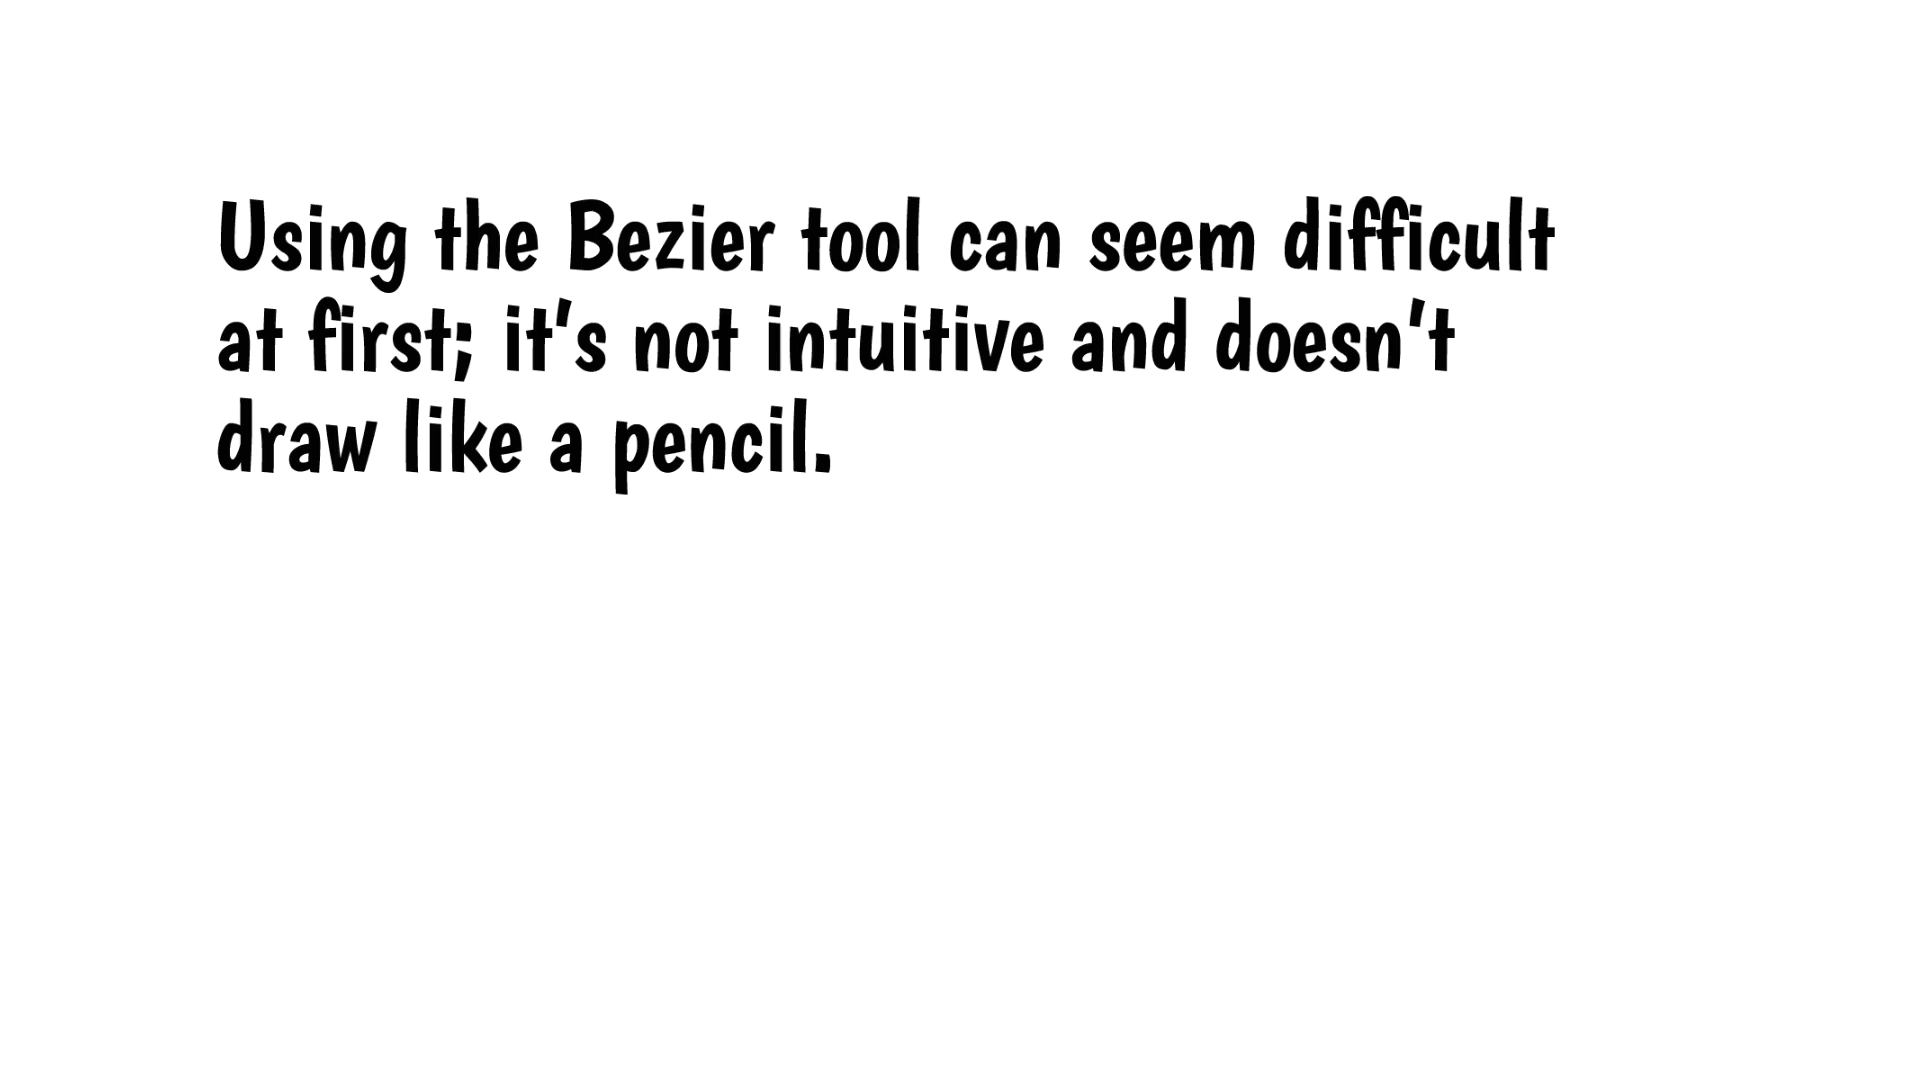 Using the Bezier tool can seem difficult
at first; it’s not intuitive and doesn’t
draw like a pencil.